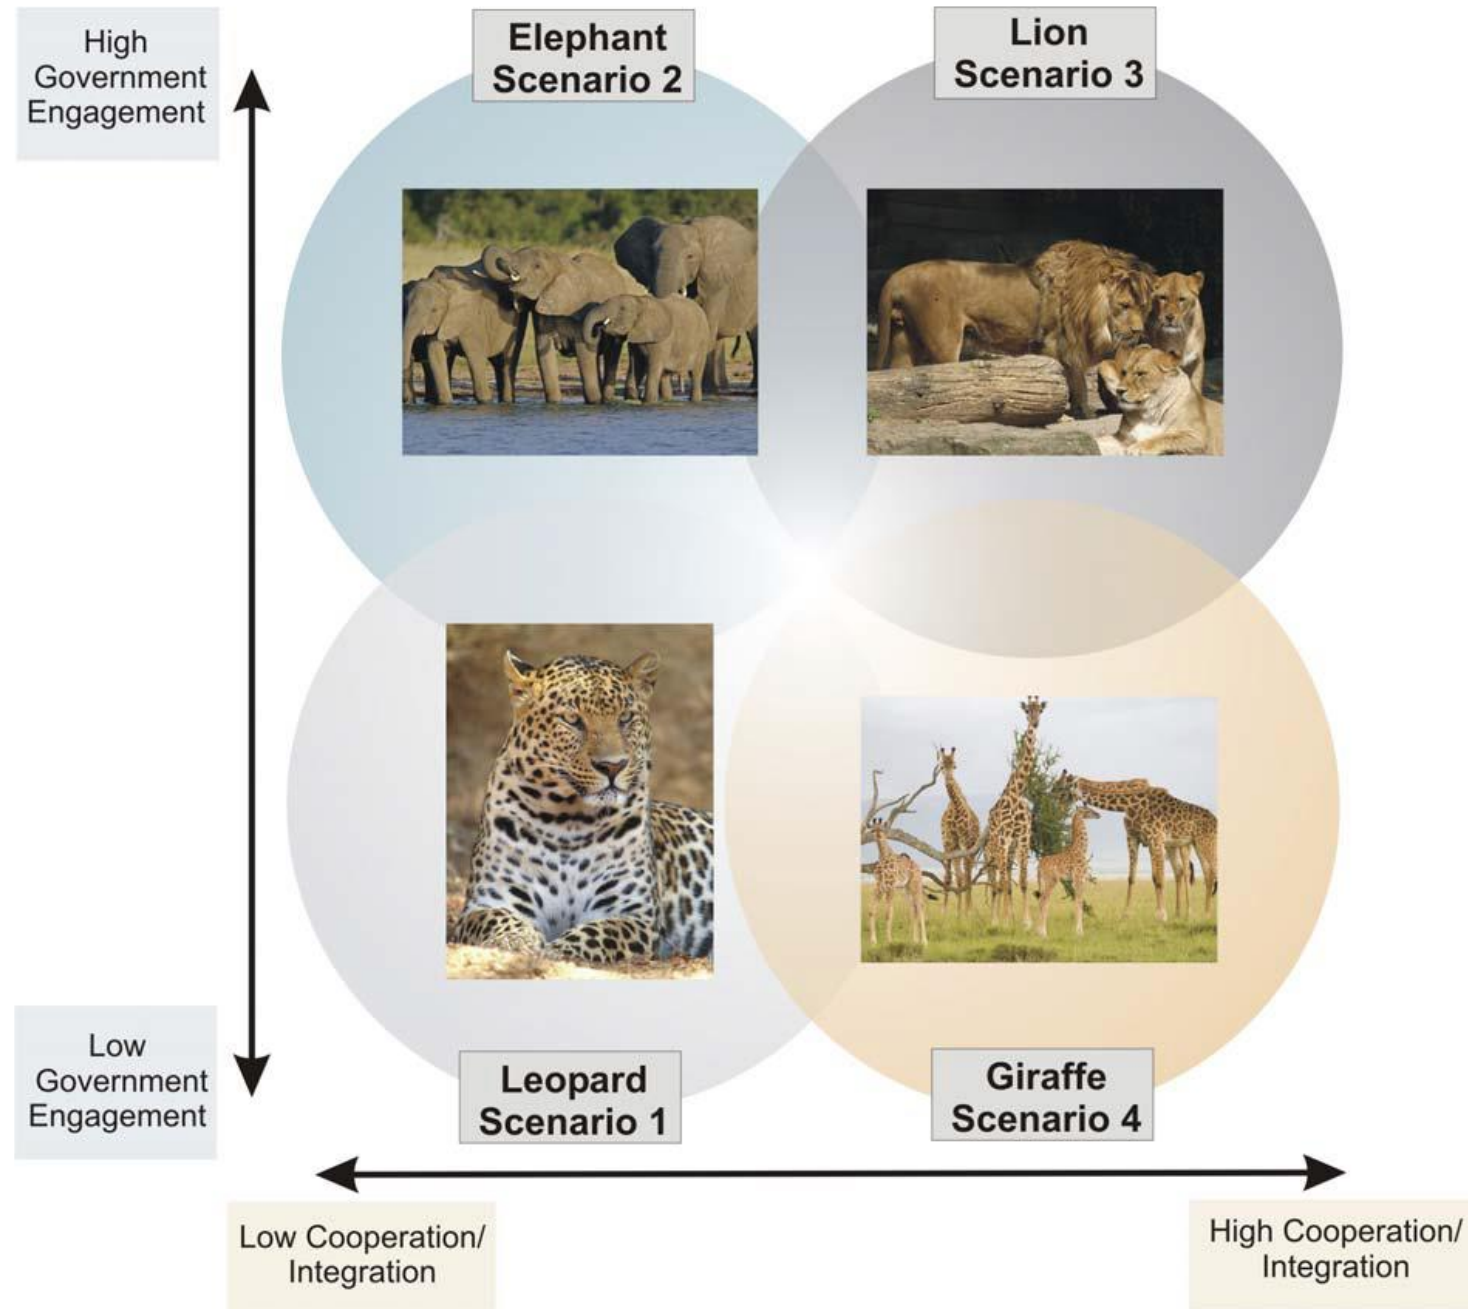 High
Government
Engagement
Elephant
Scenario 2
Lion
Scenario 3
Low
Government
Engagement
Leopard
Scenario 1
Giraffe
Scenario 4
Low Cooperation/
Integration
High Cooperation/
Integration